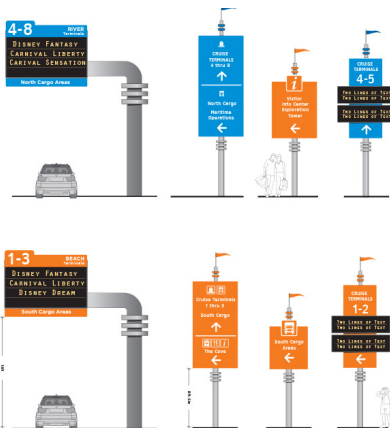 4-8
RIVER
Terminals
DISNEY FANTASY
CARNIVAL LIBERTY
CARIVAL SENSATION
North Cargo Areas
CRUISE
TERMINALS
4 thru 8
North Cargo
Maritime
Operations
i
Visitor
Info Center
Exploration
Tower
CRUISE
TERMINALS
4-5
TWO LINES OF TEXT
TWO LINES OF TEXT
TWO LINES OF TEXT
TWO LINES OF TEXT
1-3
BEACH
Terminals
DISNEY FANTASY
CARNIVAL LIBERTY
DISNEY DREAM
South Cargo Areas
Cruise Terminals
1 thru 3
South Cargo
The Cove
South Cargo
Areas
CRUISE
TERMINALS
1-2
TWO LINES OF TEXT
TWO LINES OF TEXT
TWO LINES OF TEXT
TWO LINES OF TEXT